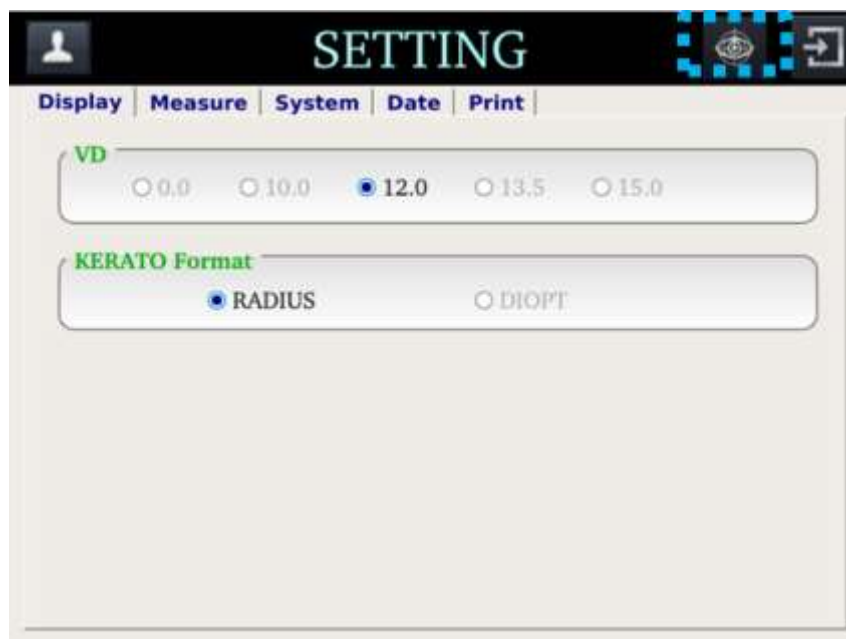 SETTING
Display Measure System Date Print
VD
0.0 10.0 12.0 13.5 15.0
KERATO Format
RADIUS DIOPT